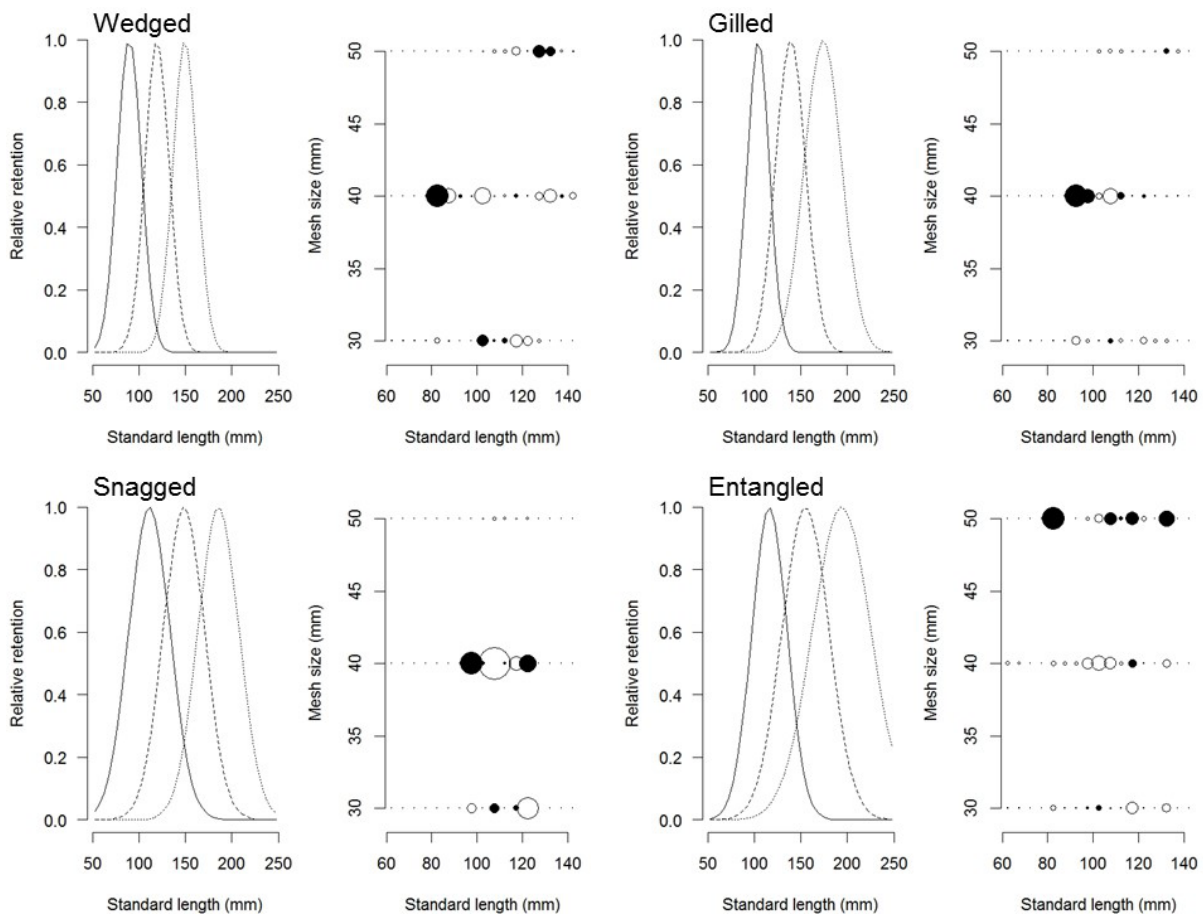 Wedged
Relative retention
1.0
0.8
0.6
0.4
0.2
0.0
50 100 150 200 250
Standard length (mm)
Mesh size (mm)
50
45
40
35
30
60 80 100 120 140
Standard length (mm)
Gilled
Relative retention
1.0
0.8
0.6
0.4
0.2
0.0
50 100 150 200 250
Standard length (mm)
Mesh size (mm)
50
45
40
35
30
60 80 100 120 140
Standard length (mm)
Snagged
Relative retention
1.0
0.8
0.6
0.4
0.2
0.0
50 100 150 200 250
Standard length (mm)
Mesh size (mm)
50
45
40
35
30
60 80 100 120 140
Standard length (mm)
Entangled
Relative retention
1.0
0.8
0.6
0.4
0.2
0.0
50 100 150 200 250
Standard length (mm)
Mesh size (mm)
50
45
40
35
30
60 80 100 120 140
Standard length (mm)